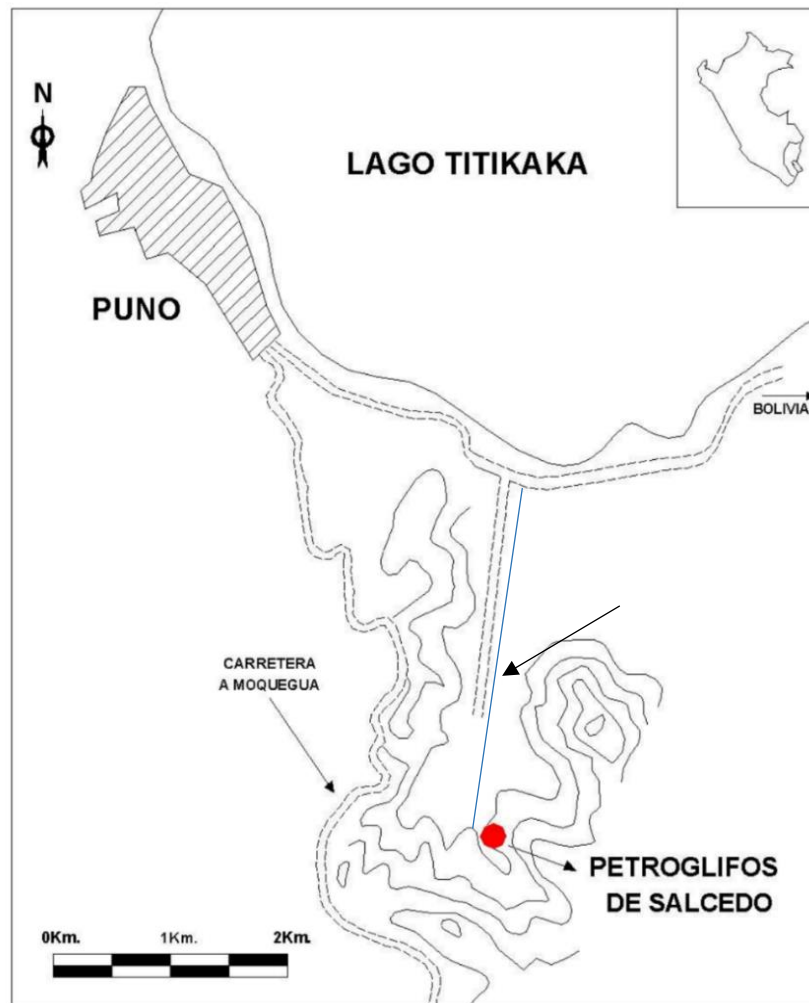 N
LAGO TITIKAKA
PUNO
BOLIVIA
CARRETERA
A MOQUEGUA
PETROGLIFOS
DE SALCEDO
0Km. 1Km. 2Km.